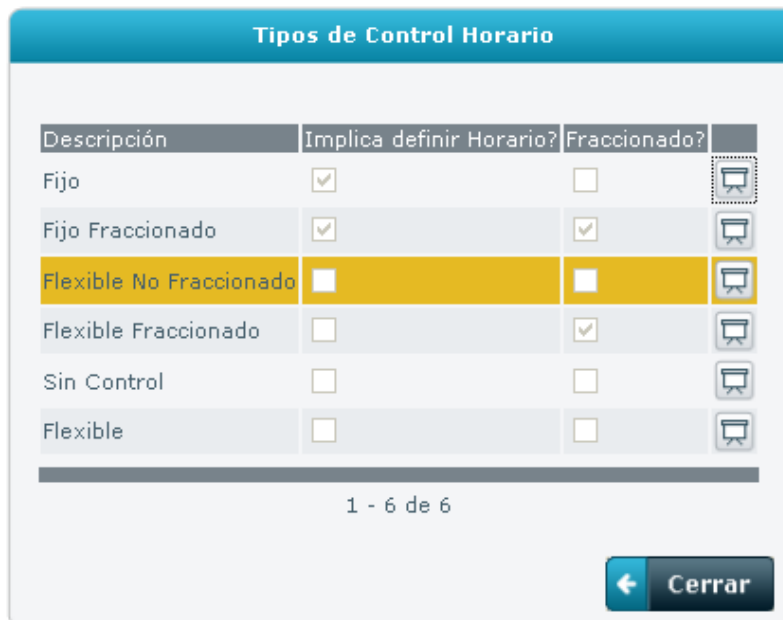 Tipos de Control Horario
Descripción Implica definir Horario? Fraccionado?
Fijo
Fijo Fraccionado
Flexible No Fraccionado
Flexible Fraccionado
Sin Control
Flexible
1 - 6 de 6
Cerrar